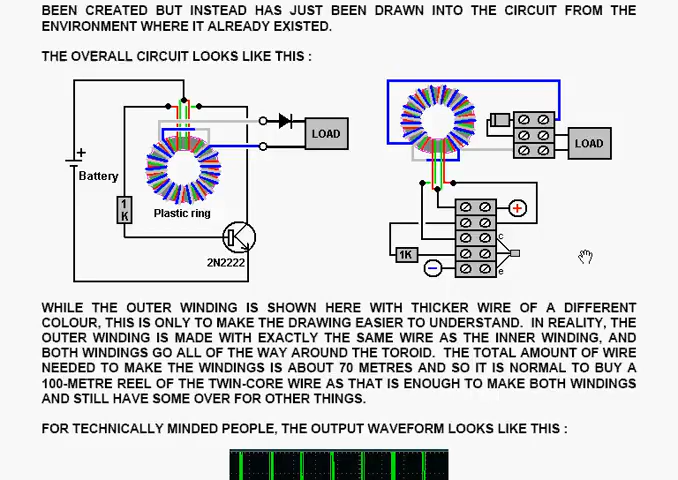 BEEN CREATED BUT INSTEAD HAS JUST BEEN DRAWN INTO THE CIRCUIT FROM THE
ENVIRONMENT WHERE IT ALREADY EXISTED.
THE OVERALL CIRCUIT LOOKS LIKE THIS :
+
Battery
1
K
Plastic ring
2N2222
LOAD
LOAD
+
c
1K
e
−
WHILE THE OUTER WINDING IS SHOWN HERE WITH THICKER WIRE OF A DIFFERENT
COLOUR, THIS IS ONLY TO MAKE THE DRAWING EASIER TO UNDERSTAND. IN REALITY, THE
OUTER WINDING IS MADE WITH EXACTLY THE SAME WIRE AS THE INNER WINDING, AND
BOTH WINDINGS GO ALL OF THE WAY AROUND THE TOROID. THE TOTAL AMOUNT OF WIRE
NEEDED TO MAKE THE WINDINGS IS ABOUT 70 METRES AND SO IT IS NORMAL TO BUY A
100-METRE REEL OF THE TWIN-CORE WIRE AS THAT IS ENOUGH TO MAKE BOTH WINDINGS
AND STILL HAVE SOME OVER FOR OTHER THINGS.
FOR TECHNICALLY MINDED PEOPLE, THE OUTPUT WAVEFORM LOOKS LIKE THIS :